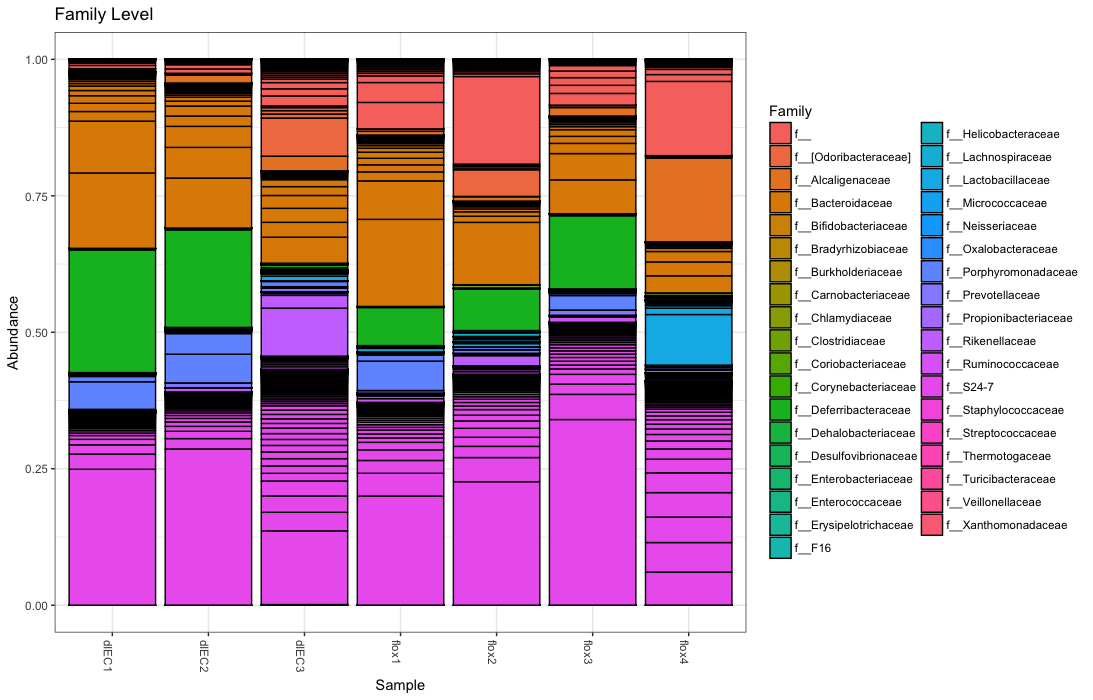 Family Level
1.00
0.75
0.50
0.25
0.00
Abundance
dlEC1
dlEC2
dlEC3
flox1
flox2
flox3
flox4
Sample
Family
f__
f__[Odoribacteraceae]
f__Alcaligenaceae
f__Bacteroidaceae
f__Bifidobacteriaceae
f__Bradyrhizobiaceae
f__Burkholderiaceae
f__Carnobacteriaceae
f__Chlamydiaceae
f__Clostridiaceae
f__Coriobacteriaceae
f__Corynebacteriaceae
f__Deferribacteraceae
f__Dehalobacteriaceae
f__Desulfovibrionaceae
f__Enterobacteriaceae
f__Enterococcaceae
f__Erysipelotrichaceae
f__F16
f__Helicobacteraceae
f__Lachnospiraceae
f__Lactobacillaceae
f__Micrococcaceae
f__Neisseriaceae
f__Oxalobacteraceae
f__Porphyromonadaceae
f__Prevotellaceae
f__Propionibacteriaceae
f__Rikenellaceae
f__Ruminococcaceae
f__S24-7
f__Staphylococcaceae
f__Streptococcaceae
f__Thermotogaceae
f__Turicibacteraceae
f__Veillonellaceae
f__Xanthomonadaceae